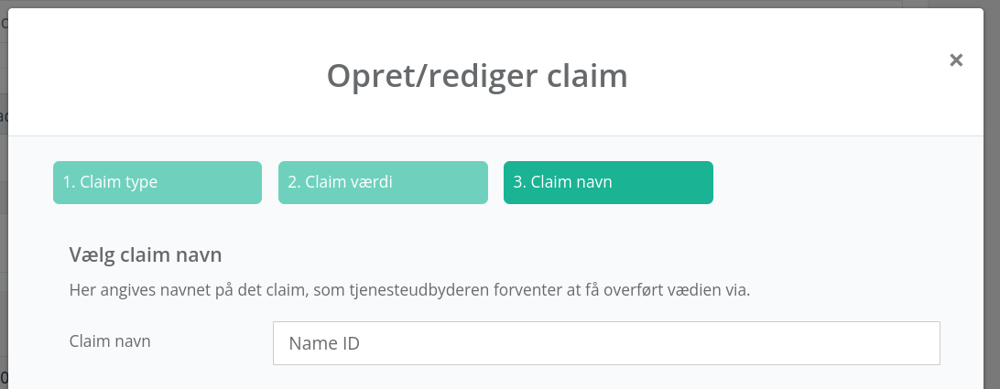 Opret/rediger claim
×
1. Claim type
2. Claim værdi
3. Claim navn
Vælg claim navn
Her angives navnet på det claim, som tjenesteudbyderen forventer at få overført vædien via.
Claim navn
Name ID